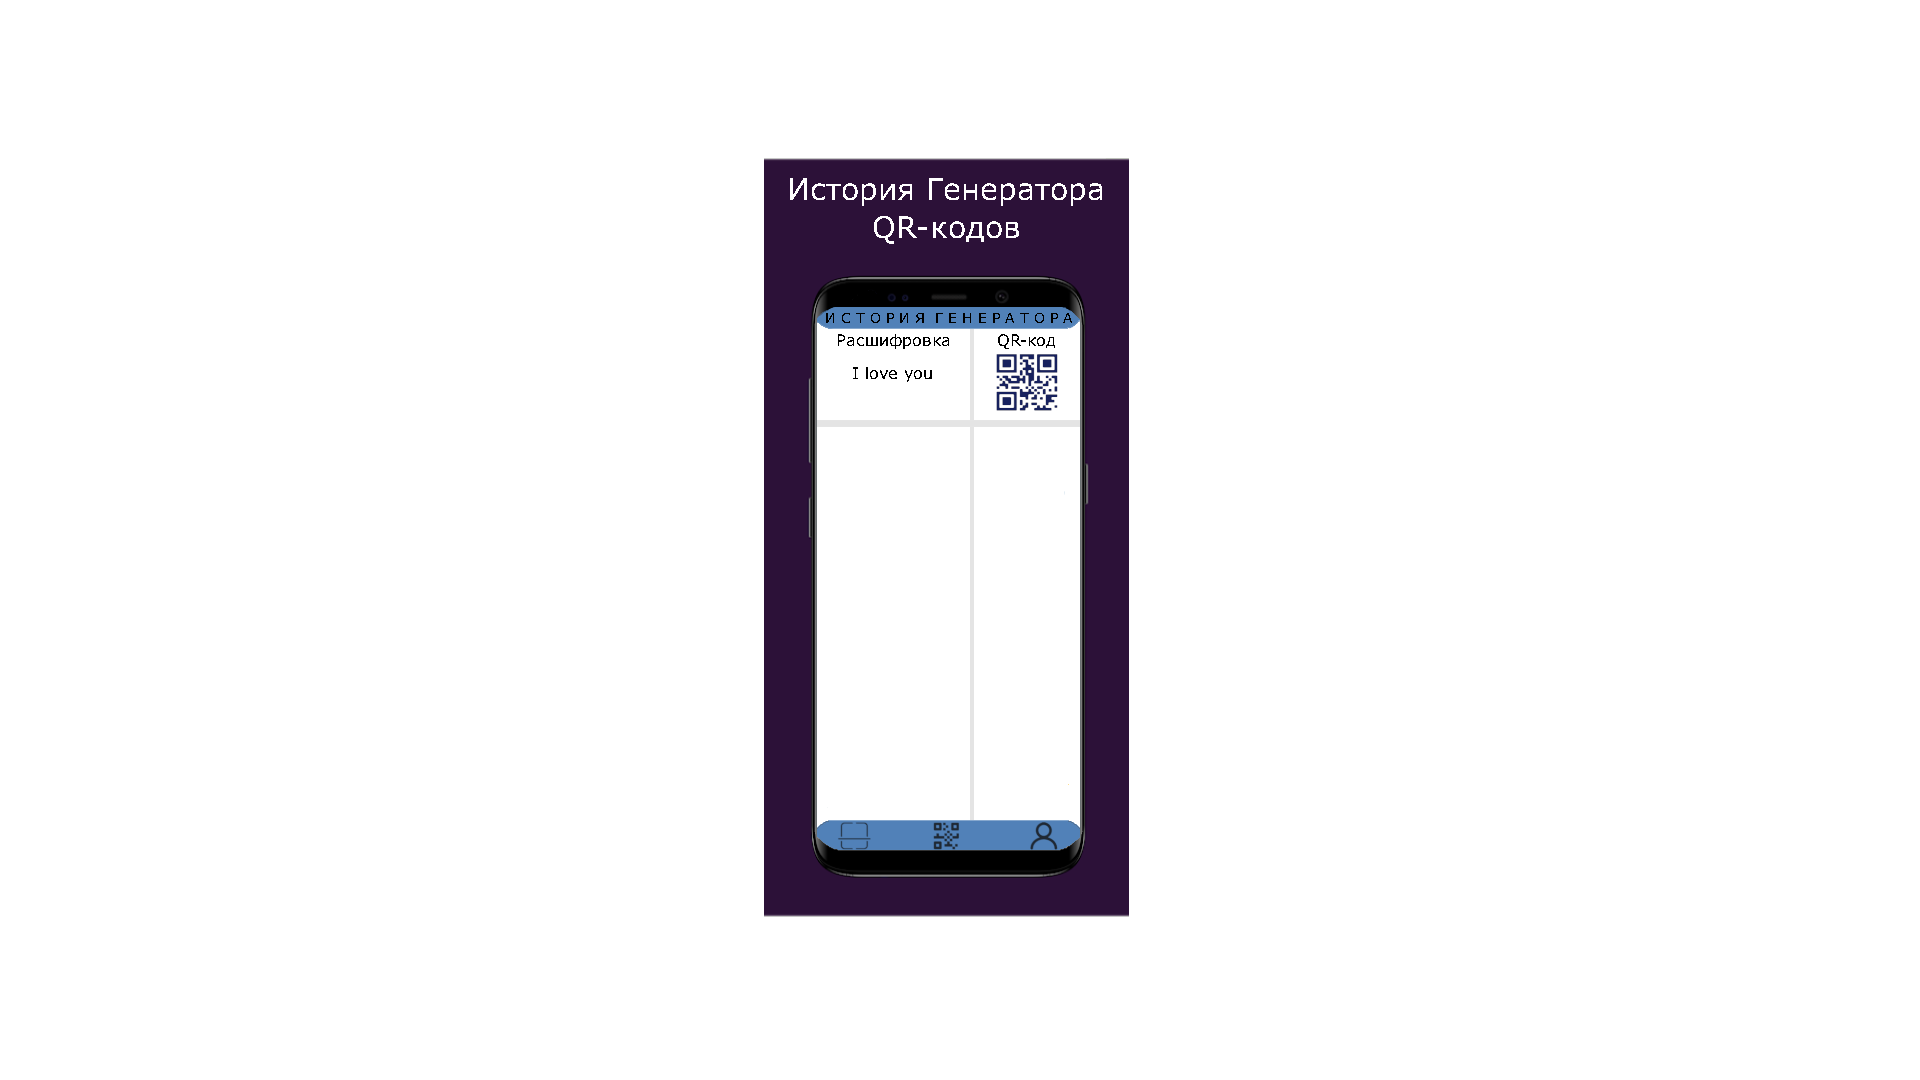 История Генератора
QR-кодов
ИСТОРИЯ ГЕНЕРАТОРА
Расшифровка
QR-код
I love you